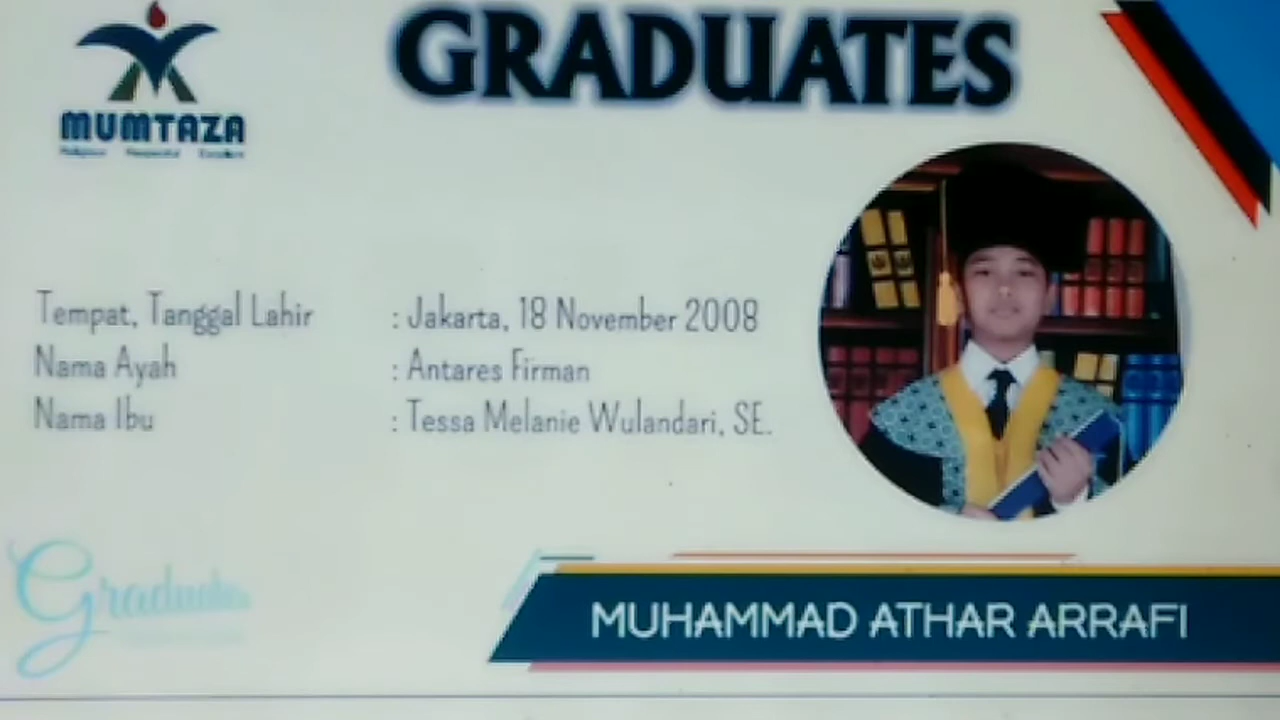 GRADUATES
MUMTAZA
Tempat, Tanggal Lahir : Jakarta, 18 November 2008
Nama Ayah : Antares Firman
Nama Ibu : Tessa Melanie Wulandari, SE.
Graduates
MUHAMMAD ATHAR ARRAFI